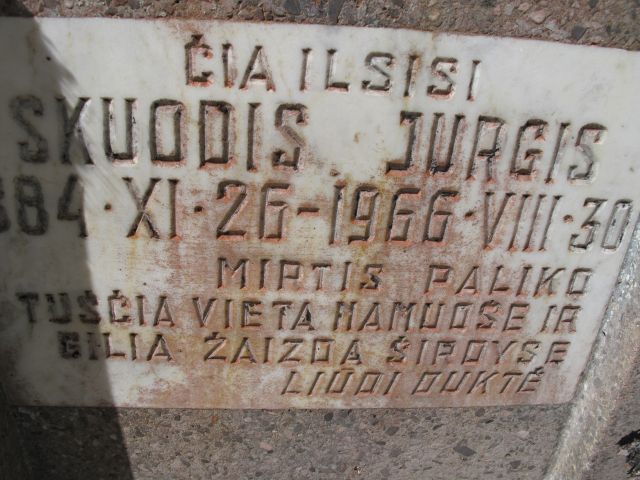 ČIA ILSISI
SKUODIS JURGIS
884·XI·26-1966·VIII·30
MIRTIS PALIKO
TUŠČIA VIETA NAMUOSE IR
GILIA ŽAIZDA ŠIRDYSE
LIŪDI DUKTĖ